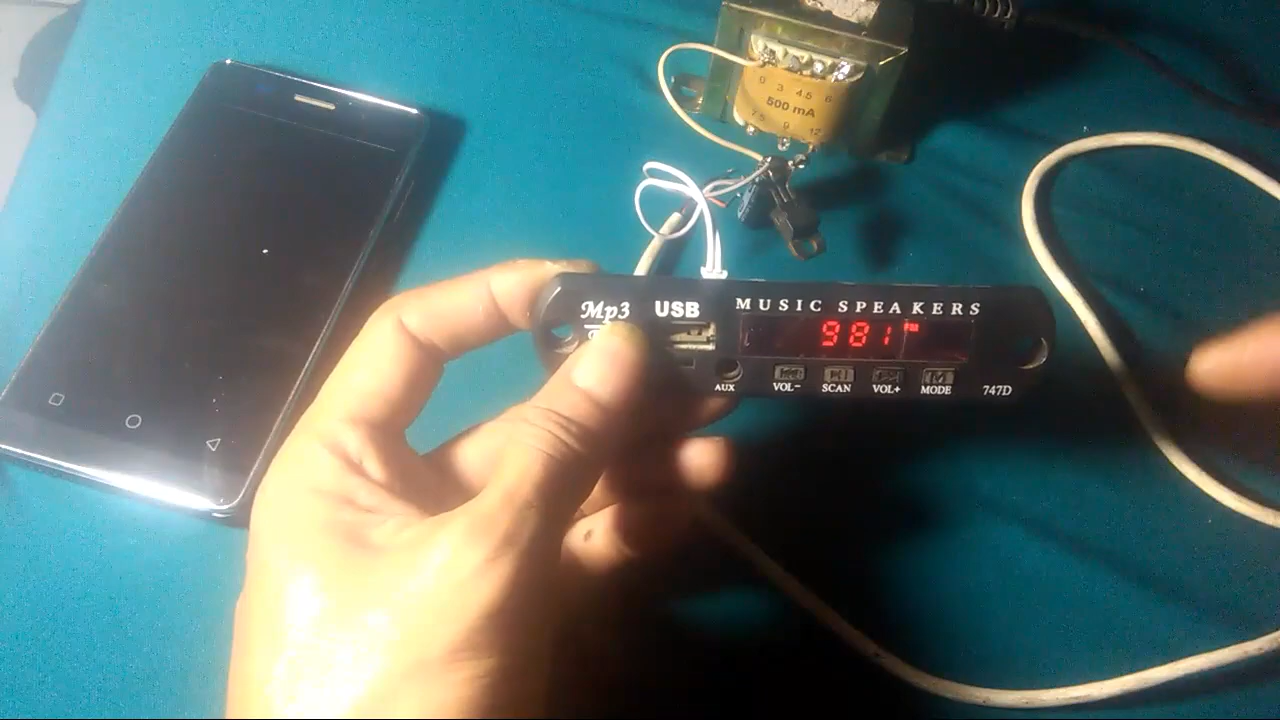 0 3 4.5 6
500 mA
7.5 9 12
Mp3 USB MUSIC SPEAKERS
981 FM
AUX VOL- SCAN VOL+ MODE 747D